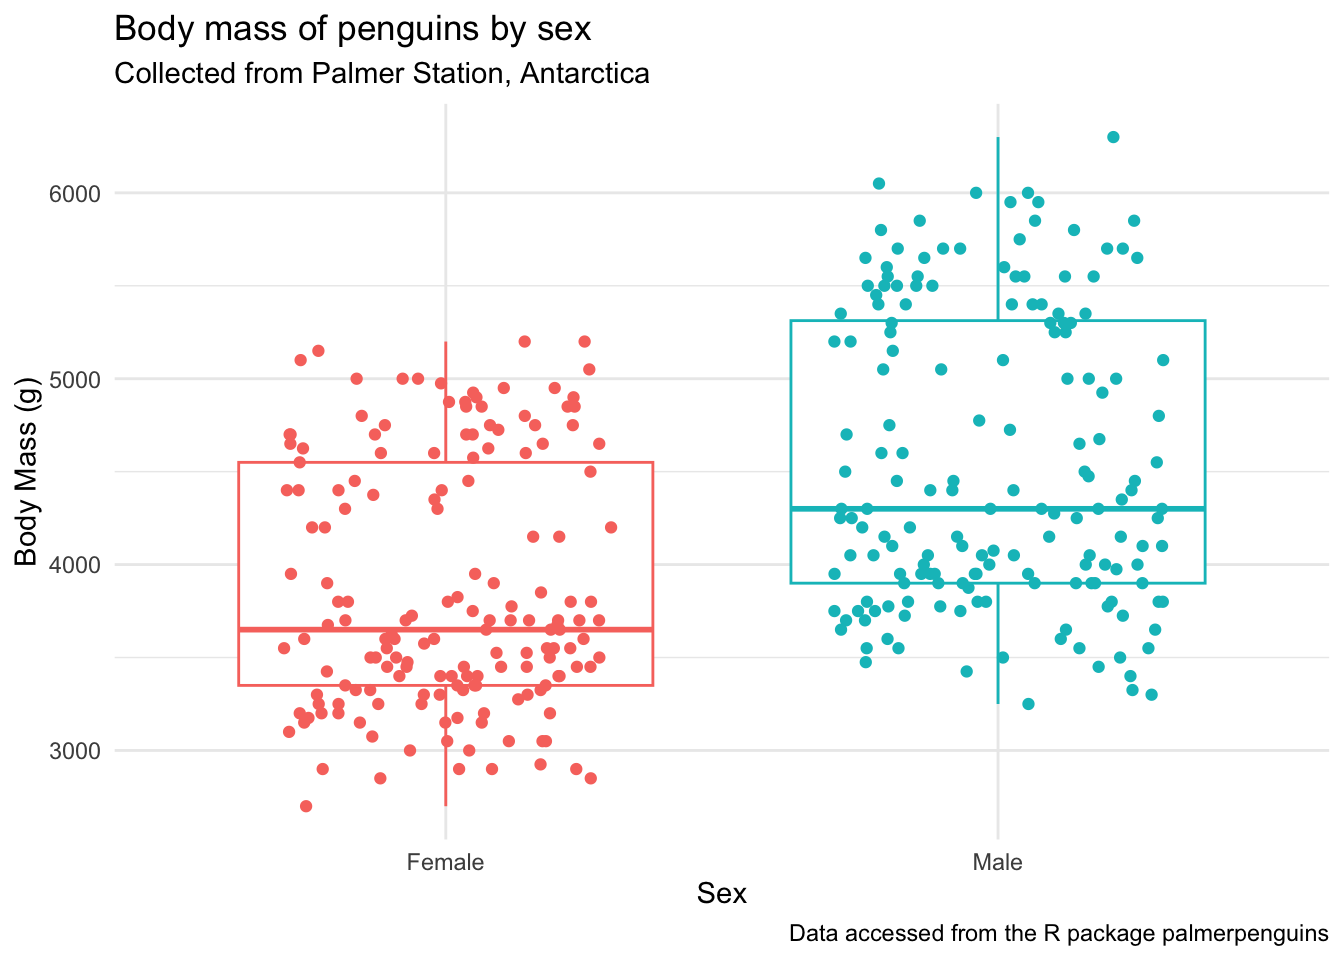 Body mass of penguins by sex
Collected from Palmer Station, Antarctica
6000
5000
4000
3000
Body Mass (g)
Female
Male
Sex
Data accessed from the R package palmerpenguins